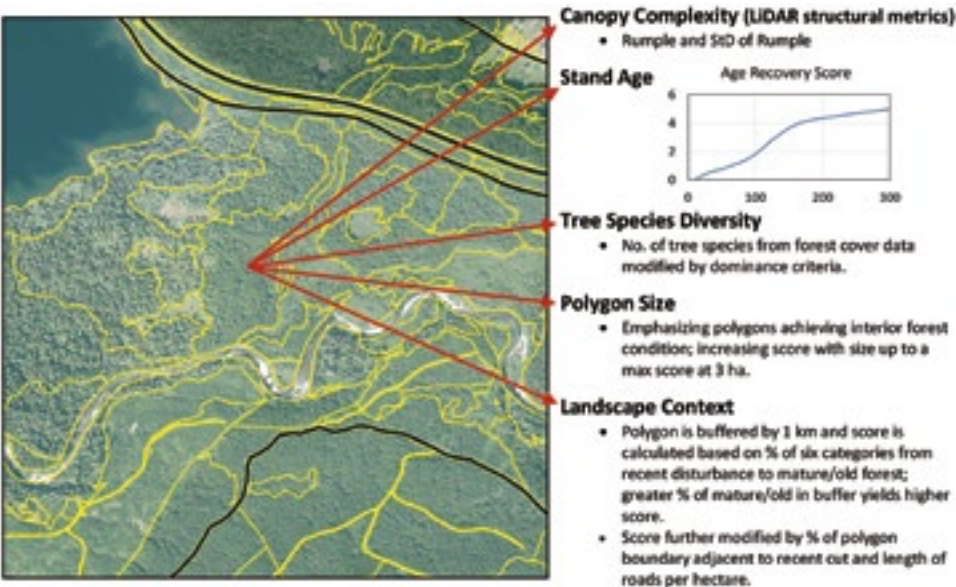 Canopy Complexity (LiDAR structural metrics)
• Rumple and StD of Rumple
Stand Age
Age Recovery Score
6
4
2
0
0 100 200 300
Tree Species Diversity
• No. of tree species from forest cover data
modified by dominance criteria.
Polygon Size
• Emphasizing polygons achieving interior forest
condition; increasing score with size up to a
max score at 3 ha.
Landscape Context
• Polygon is buffered by 1 km and score is
calculated based on % of six categories from
recent disturbance to mature/old forest;
greater % of mature/old in buffer yields higher
score.
• Score further modified by % of polygon
boundary adjacent to recent cut and length of
roads per hectare.